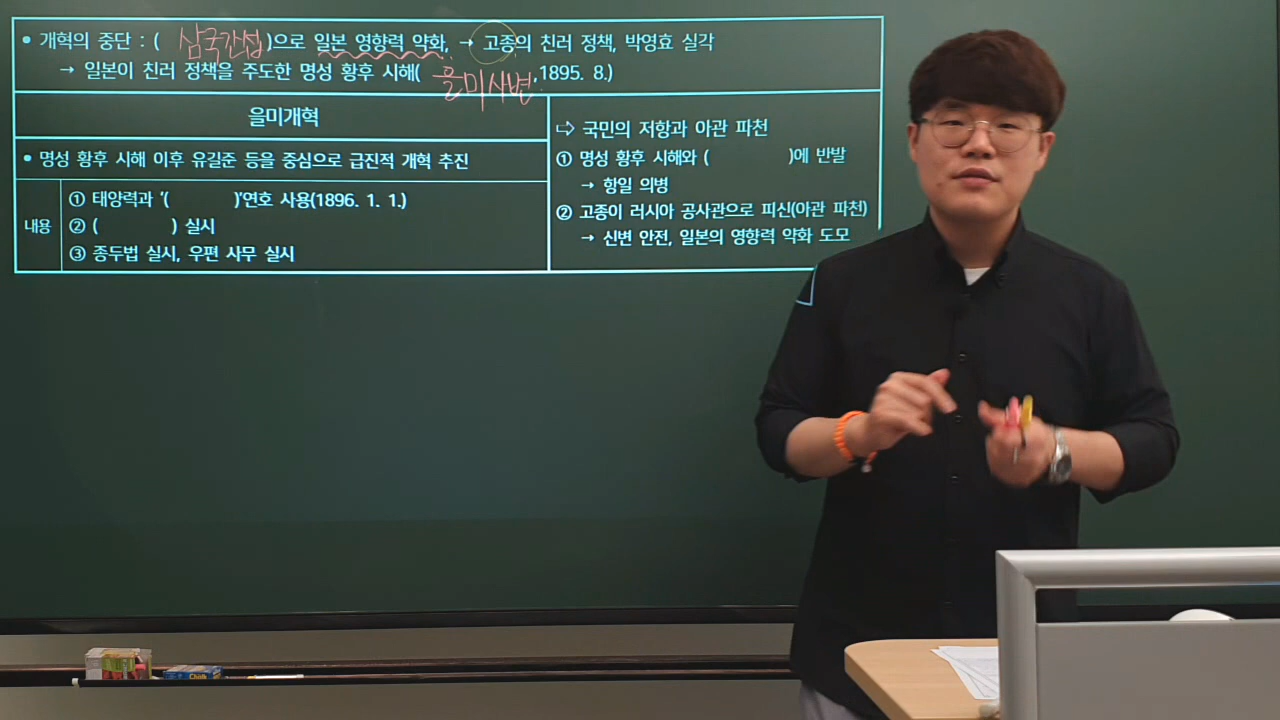 • 개혁의 중단 : ( 삼국간섭 )으로 일본 영향력 약화, → 고종의 친러 정책, 박영효 실각
→ 일본이 친러 정책을 주도한 명성 황후 시해( 을미사변, 1895. 8.)
을미개혁
• 명성 황후 시해 이후 유길준 등을 중심으로 급진적 개혁 추진
내용
① 태양력과 '( )'연호 사용(1896. 1. 1.)
② ( ) 실시
③ 종두법 실시, 우편 사무 실시
⇨ 국민의 저항과 아관 파천
① 명성 황후 시해와 ( )에 반발
→ 항일 의병
② 고종이 러시아 공사관으로 피신(아관 파천)
→ 신변 안전, 일본의 영향력 약화 도모